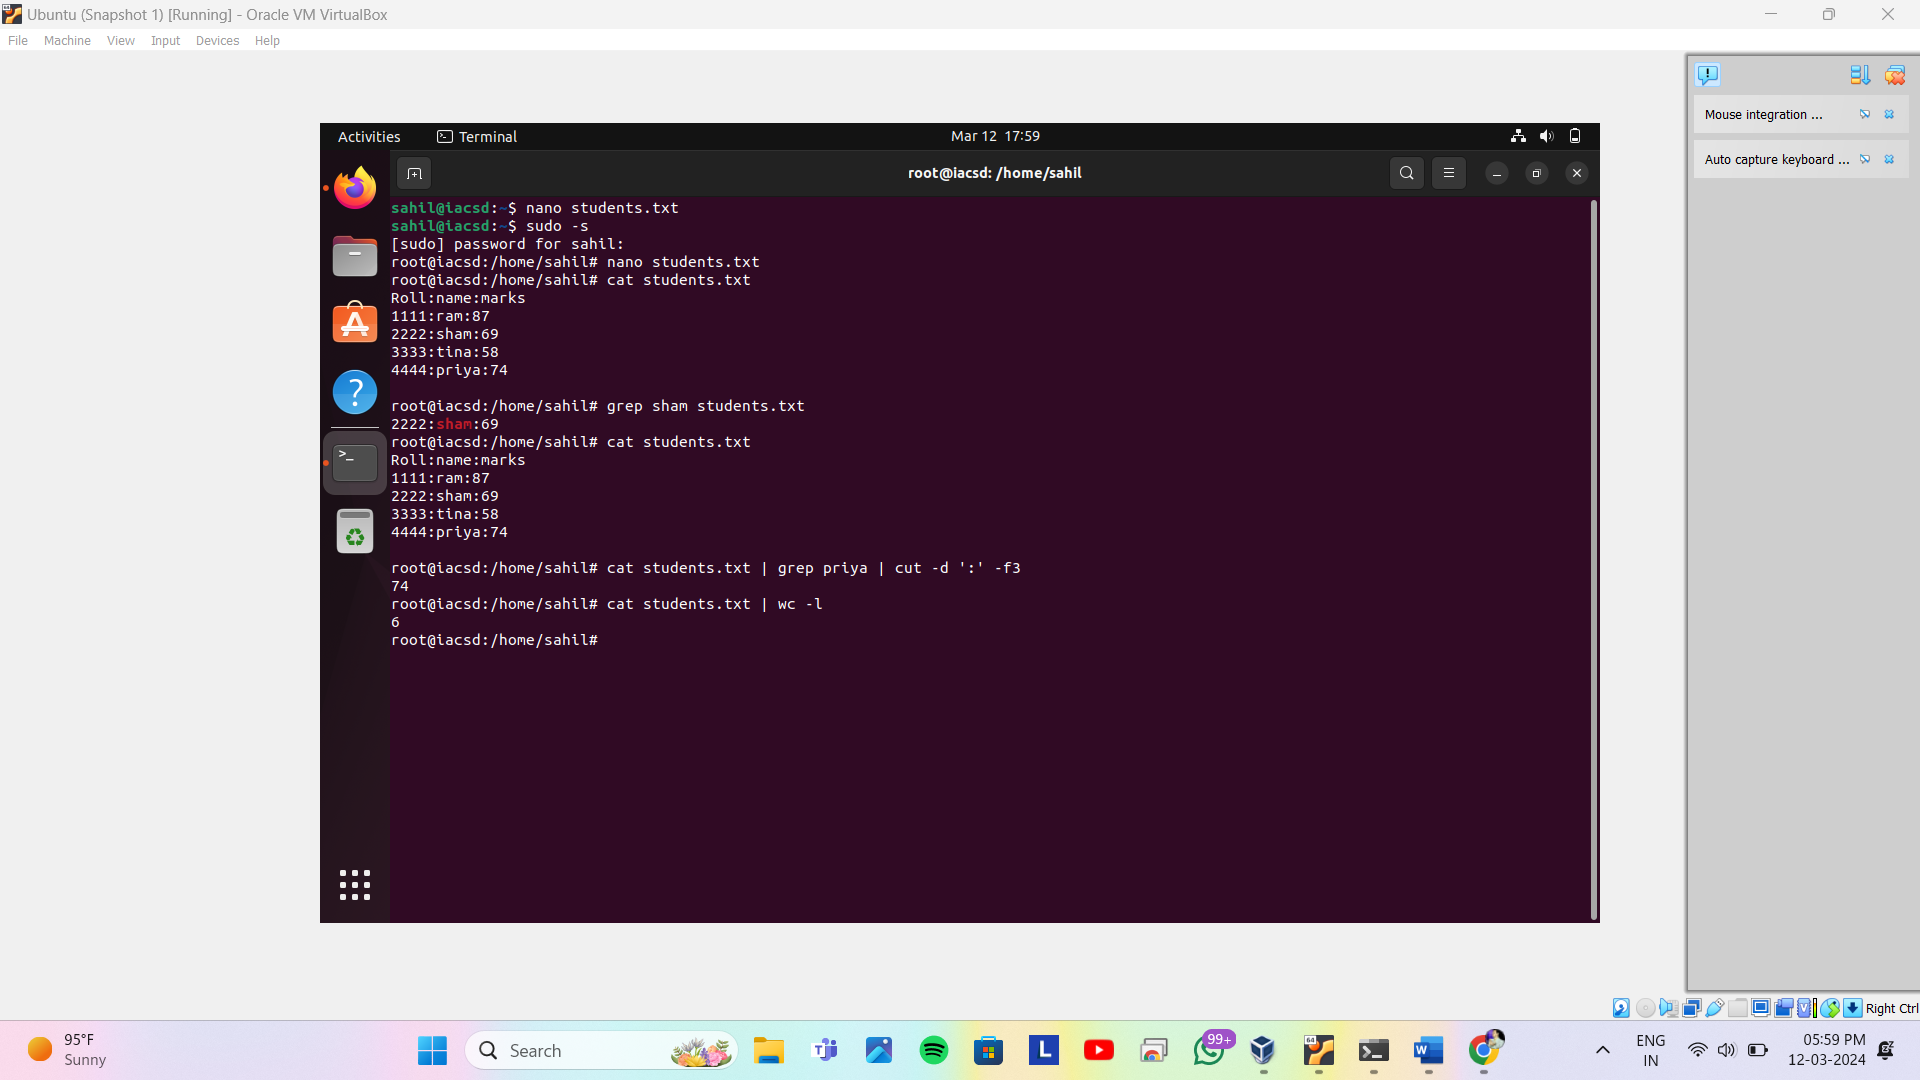 Ubuntu (Snapshot 1) [Running] - Oracle VM VirtualBox
File Machine View Input Devices Help
Mouse integration ...
Auto capture keyboard ...
Activities Terminal Mar 12 17:59
root@iacsd: /home/sahil
sahil@iacsd:~$ nano students.txt
sahil@iacsd:~$ sudo -s
[sudo] password for sahil:
root@iacsd:/home/sahil# nano students.txt
root@iacsd:/home/sahil# cat students.txt
Roll:name:marks
1111:ram:87
2222:sham:69
3333:tina:58
4444:priya:74
root@iacsd:/home/sahil# grep sham students.txt
2222:sham:69
root@iacsd:/home/sahil# cat students.txt
Roll:name:marks
1111:ram:87
2222:sham:69
3333:tina:58
4444:priya:74
root@iacsd:/home/sahil# cat students.txt | grep priya | cut -d ':' -f3
74
root@iacsd:/home/sahil# cat students.txt | wc -l
6
root@iacsd:/home/sahil#
Right Ctrl
95°F
Sunny
Search
L
99+
64
ENG
IN
05:59 PM
12-03-2024